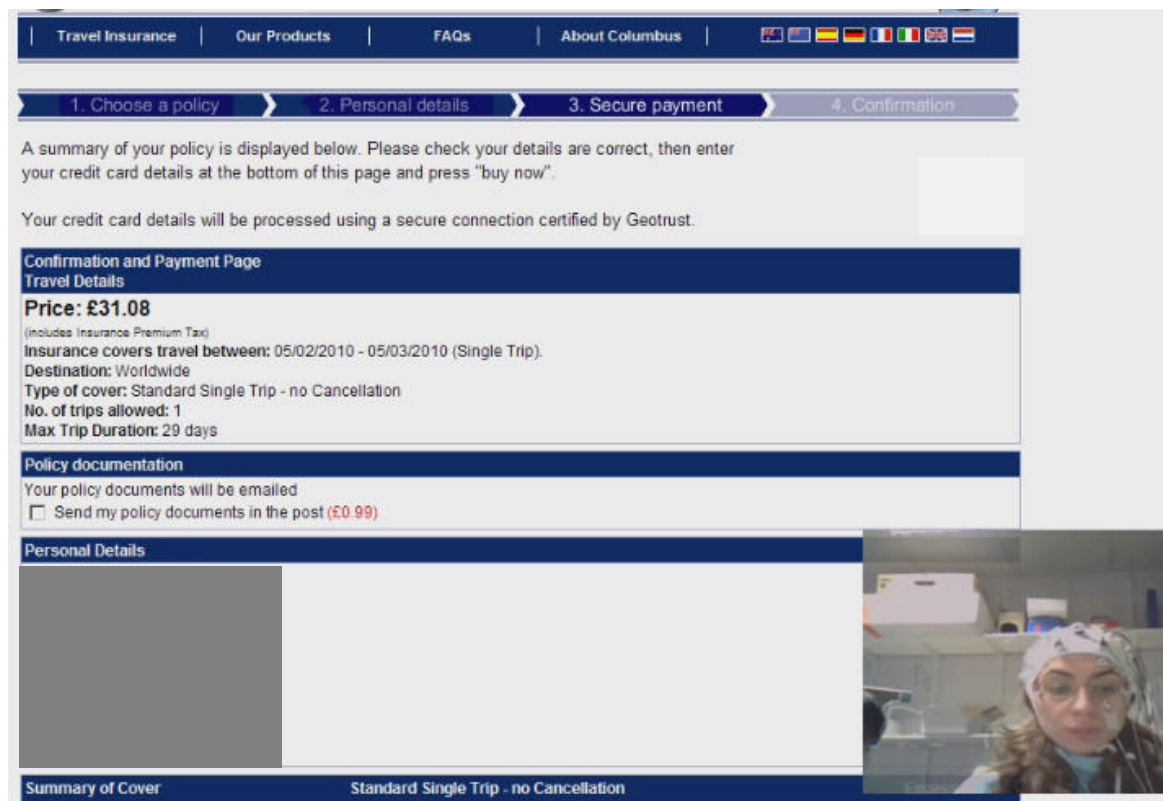 Travel Insurance | Our Products | FAQs | About Columbus |
1. Choose a policy 2. Personal details 3. Secure payment 4. Confirmation
A summary of your policy is displayed below. Please check your details are correct, then enter
your credit card details at the bottom of this page and press "buy now".
Your credit card details will be processed using a secure connection certified by Geotrust.
Confirmation and Payment Page
Travel Details
Price: £31.08
(includes Insurance Premium Tax)
Insurance covers travel between: 05/02/2010 - 05/03/2010 (Single Trip).
Destination: Worldwide
Type of cover: Standard Single Trip - no Cancellation
No. of trips allowed: 1
Max Trip Duration: 29 days
Policy documentation
Your policy documents will be emailed
Send my policy documents in the post (£0.99)
Personal Details
Summary of Cover Standard Single Trip - no Cancellation